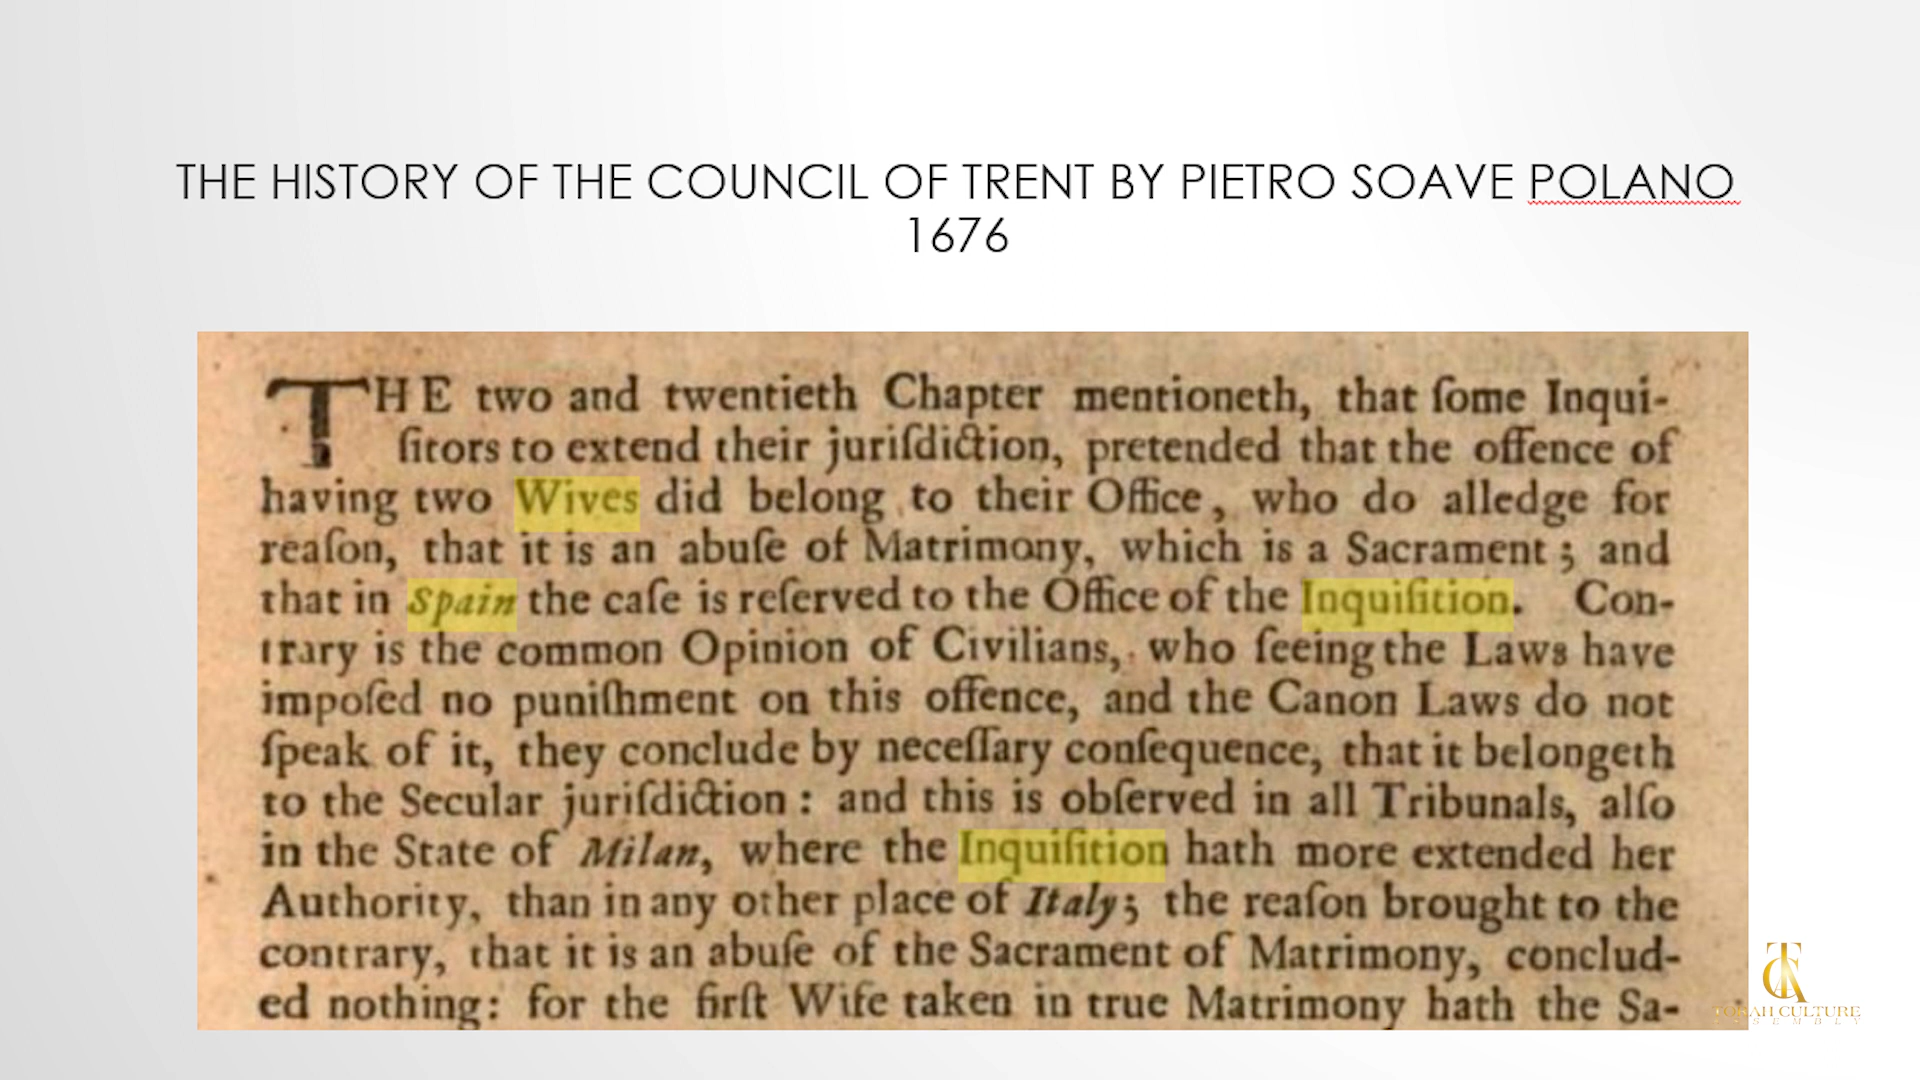 THE HISTORY OF THE COUNCIL OF TRENT BY PIETRO SOAVE POLANO
1676
THE two and twentieth Chapter mentioneth, that ſome Inqui-
ſitors to extend their juriſdiction, pretended that the offence of
having two Wives did belong to their Office, who do alledge for
reaſon, that it is an abuſe of Matrimony, which is a Sacrament; and
that in Spain the caſe is reſerved to the Office of the Inquiſition. Con-
trary is the common Opinion of Civilians, who ſeeing the Laws have
impoſed no puniſhment on this offence, and the Canon Laws do not
ſpeak of it, they conclude by neceſſary conſequence, that it belongeth
to the Secular juriſdiction: and this is obſerved in all Tribunals, alſo
in the State of Milan, where the Inquiſition hath more extended her
Authority, than in any other place of Italy; the reaſon brought to the
contrary, that it is an abuſe of the Sacrament of Matrimony, conclud-
ed nothing: for the firſt Wife taken in true Matrimony hath the Sa-
TORAH CULTURE
ASSEMBLY